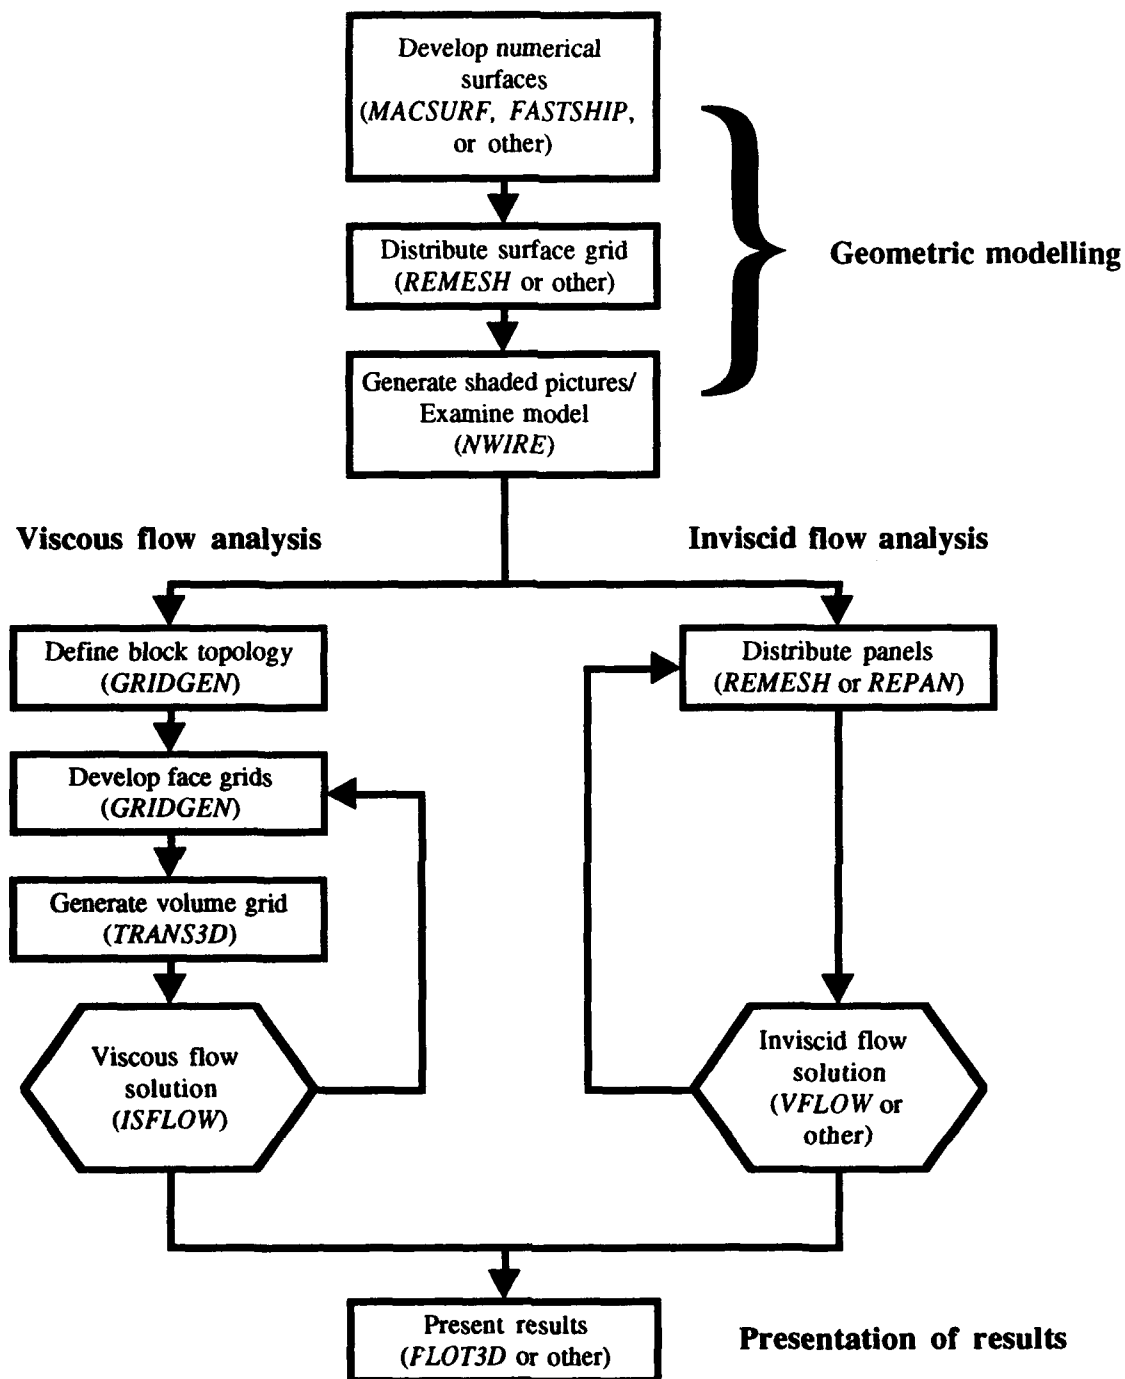 Develop numerical
surfaces
(MACSURF, FASTSHIP,
or other)
Distribute surface grid
(REMESH or other)
Geometric modelling
Generate shaded pictures/
Examine model
(NWIRE)
Viscous flow analysis
Inviscid flow analysis
Define block topology
(GRIDGEN)
Distribute panels
(REMESH or REPAN)
Develop face grids
(GRIDGEN)
Generate volume grid
(TRANS3D)
Viscous flow
solution
(ISFLOW)
Inviscid flow
solution
(VFLOW or
other)
Present results
(FLOT3D or other)
Presentation of results